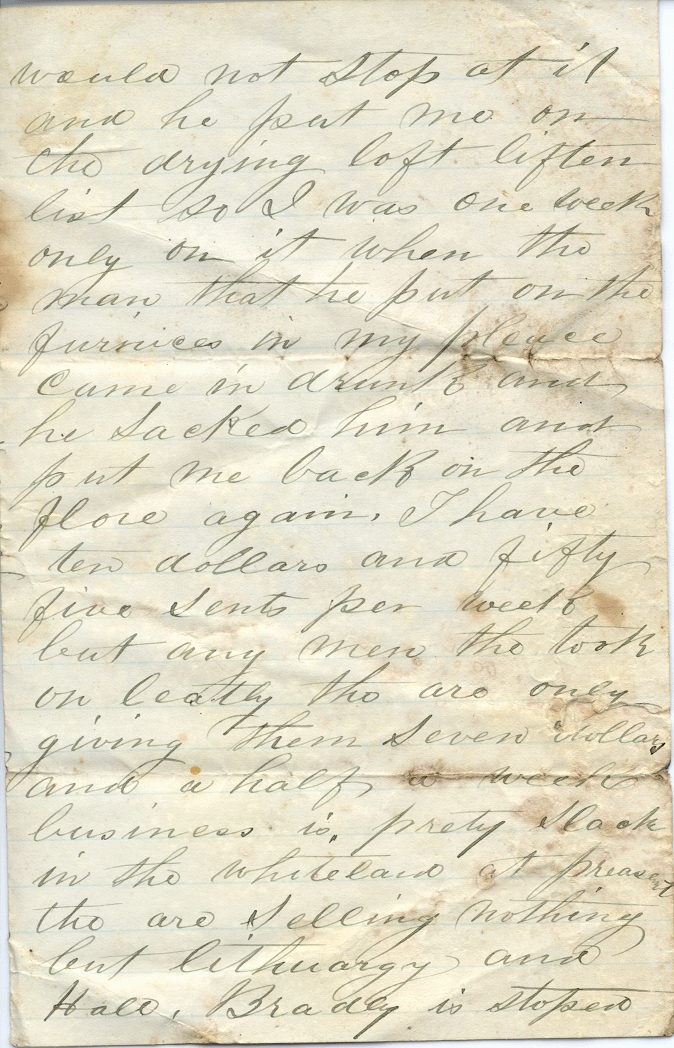 would not stop at it
and he put me on
the drying loft liften
list so I was one week
only on it when the
man that he put on the
furnices in my pleace
came in drunk and
he sacked him and
put me back on the
flore again. I have
ten dollars and fifty
five sents per week
but any men the took
on leatly the are only
giving them seven dollars
and a half a week
business is prety slack
in the whitelead at preasent
the are selling nothing
but lithuargy and
Hall, Bradly is stopen